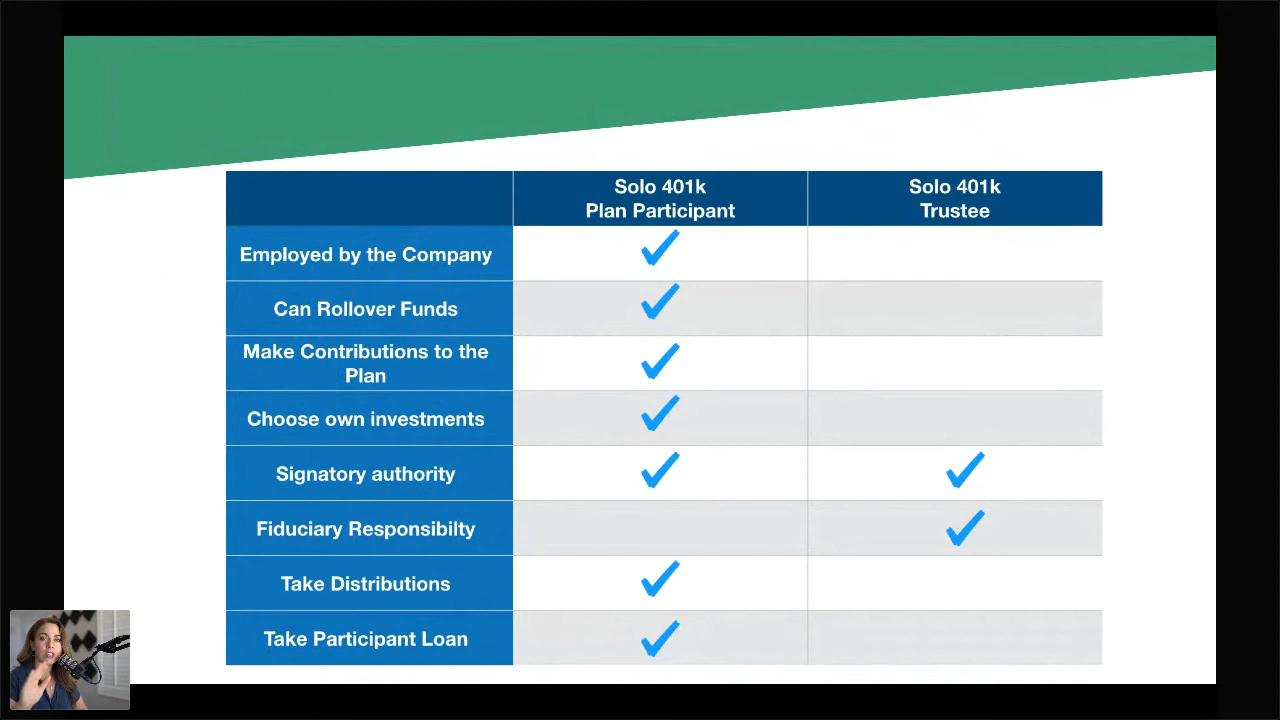 Solo 401k
Plan Participant
Solo 401k
Trustee
Employed by the Company
Can Rollover Funds
Make Contributions to the
Plan
Choose own investments
Signatory authority
Fiduciary Responsibilty
Take Distributions
Take Participant Loan